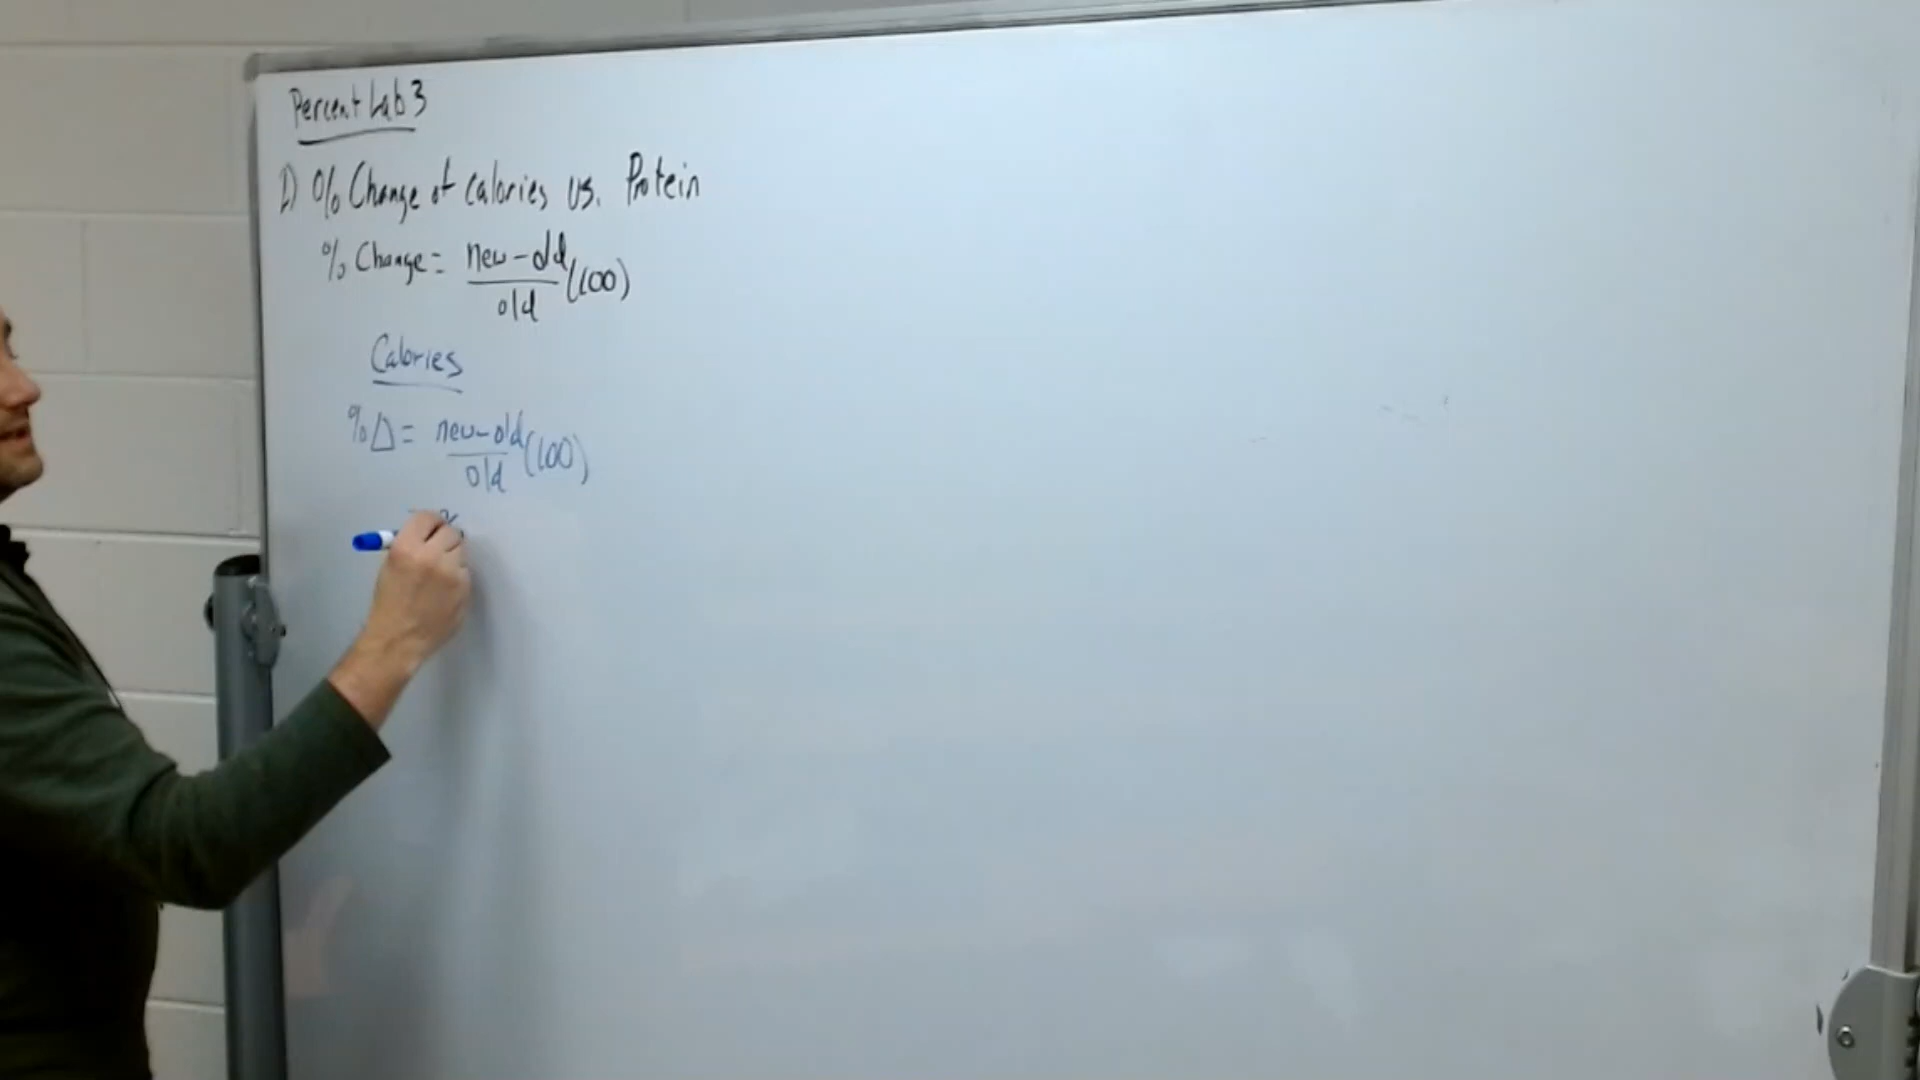 Percent Lab 3
1) % Change of Calories vs. Protein
% Change = new-old/old (100)
Calories
%Δ = new-old/old (100)